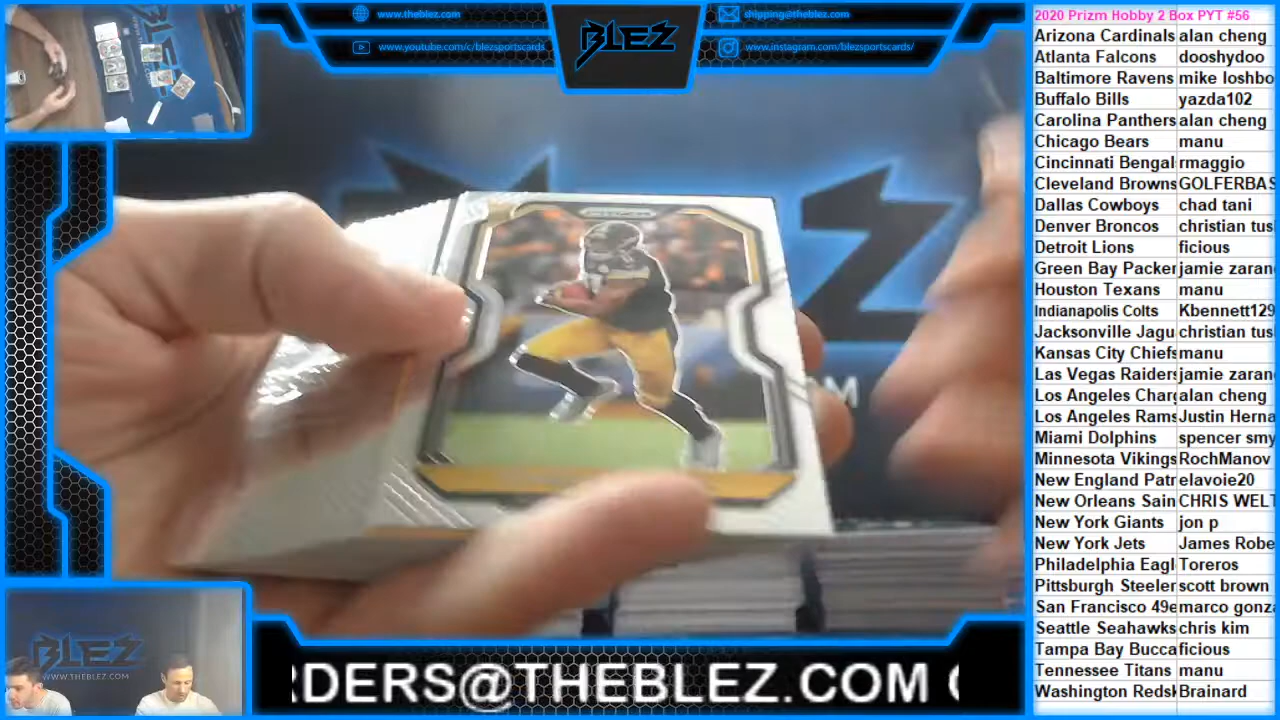 www.theblez.com
shipping@theblez.com
www.youtube.com/c/blezsportscards
www.instagram.com/blezsportscards/
BLEZ
2020 Prizm Hobby 2 Box PYT #56
Arizona Cardinals alan cheng
Atlanta Falcons dooshydoo
Baltimore Ravens mike loshbo
Buffalo Bills yazda102
Carolina Panthers alan cheng
Chicago Bears manu
Cincinnati Bengal rmaggio
Cleveland Browns GOLFERBAS
Dallas Cowboys chad tani
Denver Broncos christian tus
Detroit Lions ficious
Green Bay Packer jamie zaran
Houston Texans manu
Indianapolis Colts Kbennett129
Jacksonville Jagu christian tus
Kansas City Chiefs manu
Las Vegas Raiders jamie zaran
Los Angeles Charg alan cheng
Los Angeles Rams Justin Herna
Miami Dolphins spencer smy
Minnesota Vikings RochManov
New England Patr elavoie20
New Orleans Sain CHRIS WELT
New York Giants jon p
New York Jets James Robe
Philadelphia Eagl Toreros
Pittsburgh Steeler scott brown
San Francisco 49e marco gonza
Seattle Seahawks chris kim
Tampa Bay Bucca ficious
Tennessee Titans manu
Washington Redsk Brainard
BLEZ
WWW.THEBLEZ.COM
RDERS@THEBLEZ.COM